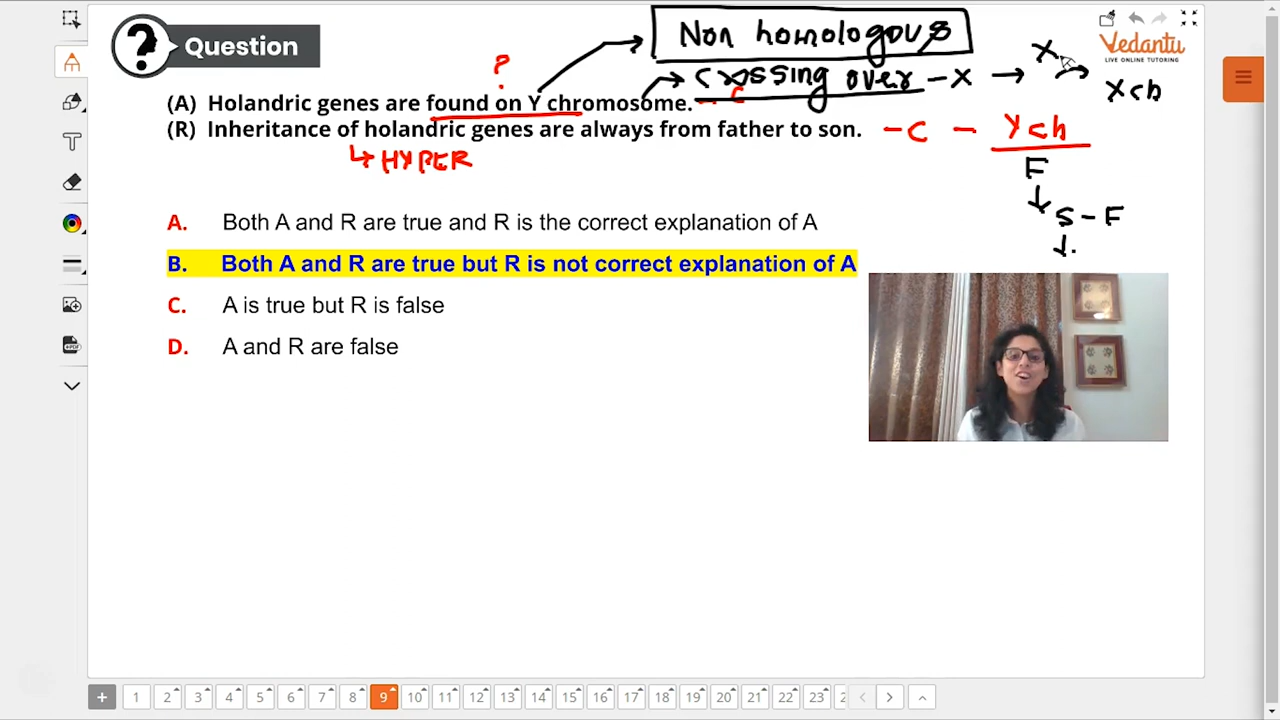 Question
Non homologous
Crossing over - X → X
Xch
Vedantu
LIVE ONLINE TUTORING
?
(A) Holandric genes are found on Y chromosome. - C
(R) Inheritance of holandric genes are always from father to son. - C - Ych
HYPER
F
S - F
A. Both A and R are true and R is the correct explanation of A
B. Both A and R are true but R is not correct explanation of A
C. A is true but R is false
D. A and R are false
1 2 3 4 5 6 7 8 9 10 11 12 13 14 15 16 17 18 19 20 21 22 23 2